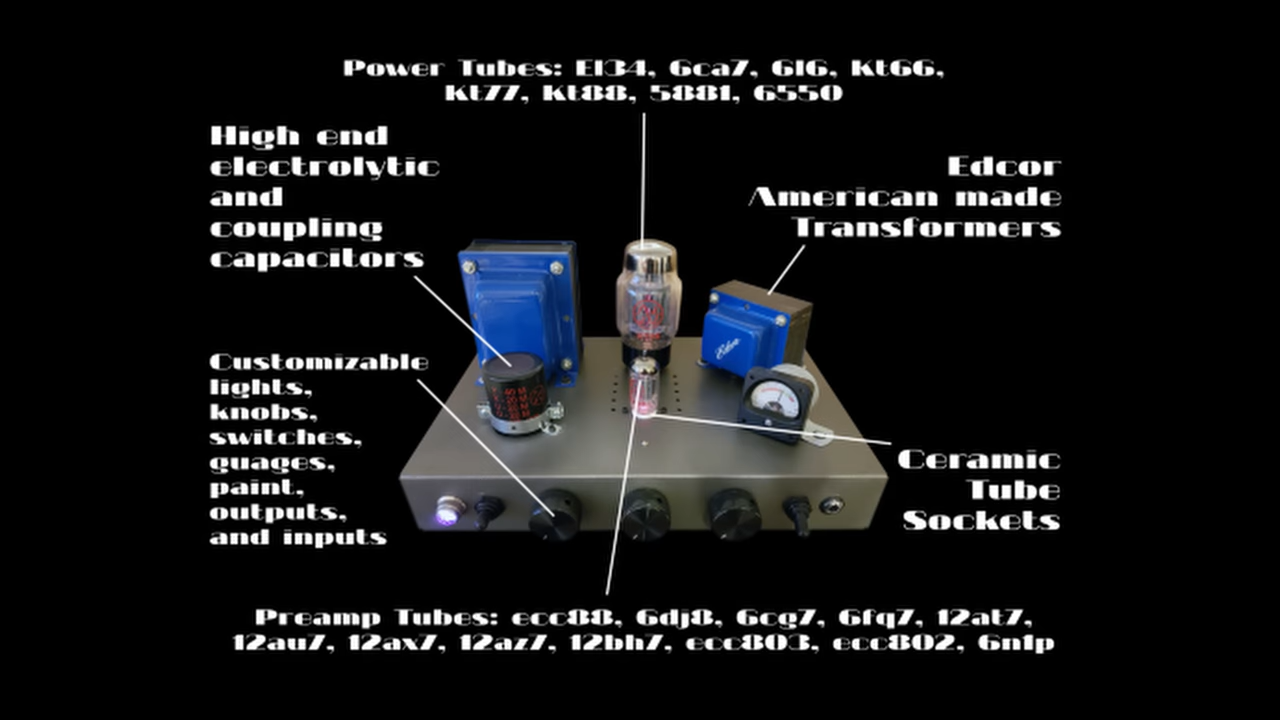 Power Tubes: El34, 6ca7, 6l6, Kt66,
Kt77, Kt88, 5881, 6550
High end
electrolytic
and
coupling
capacitors
Edcor
American made
Transformers
Edcor
Customizable
lights,
knobs,
switches,
guages,
paint,
outputs,
and inputs
Ceramic
Tube
Sockets
Preamp Tubes: ecc88, 6dj8, 6cg7, 6fq7, 12at7,
12au7, 12ax7, 12az7, 12bh7, ecc803, ecc802, 6n1p